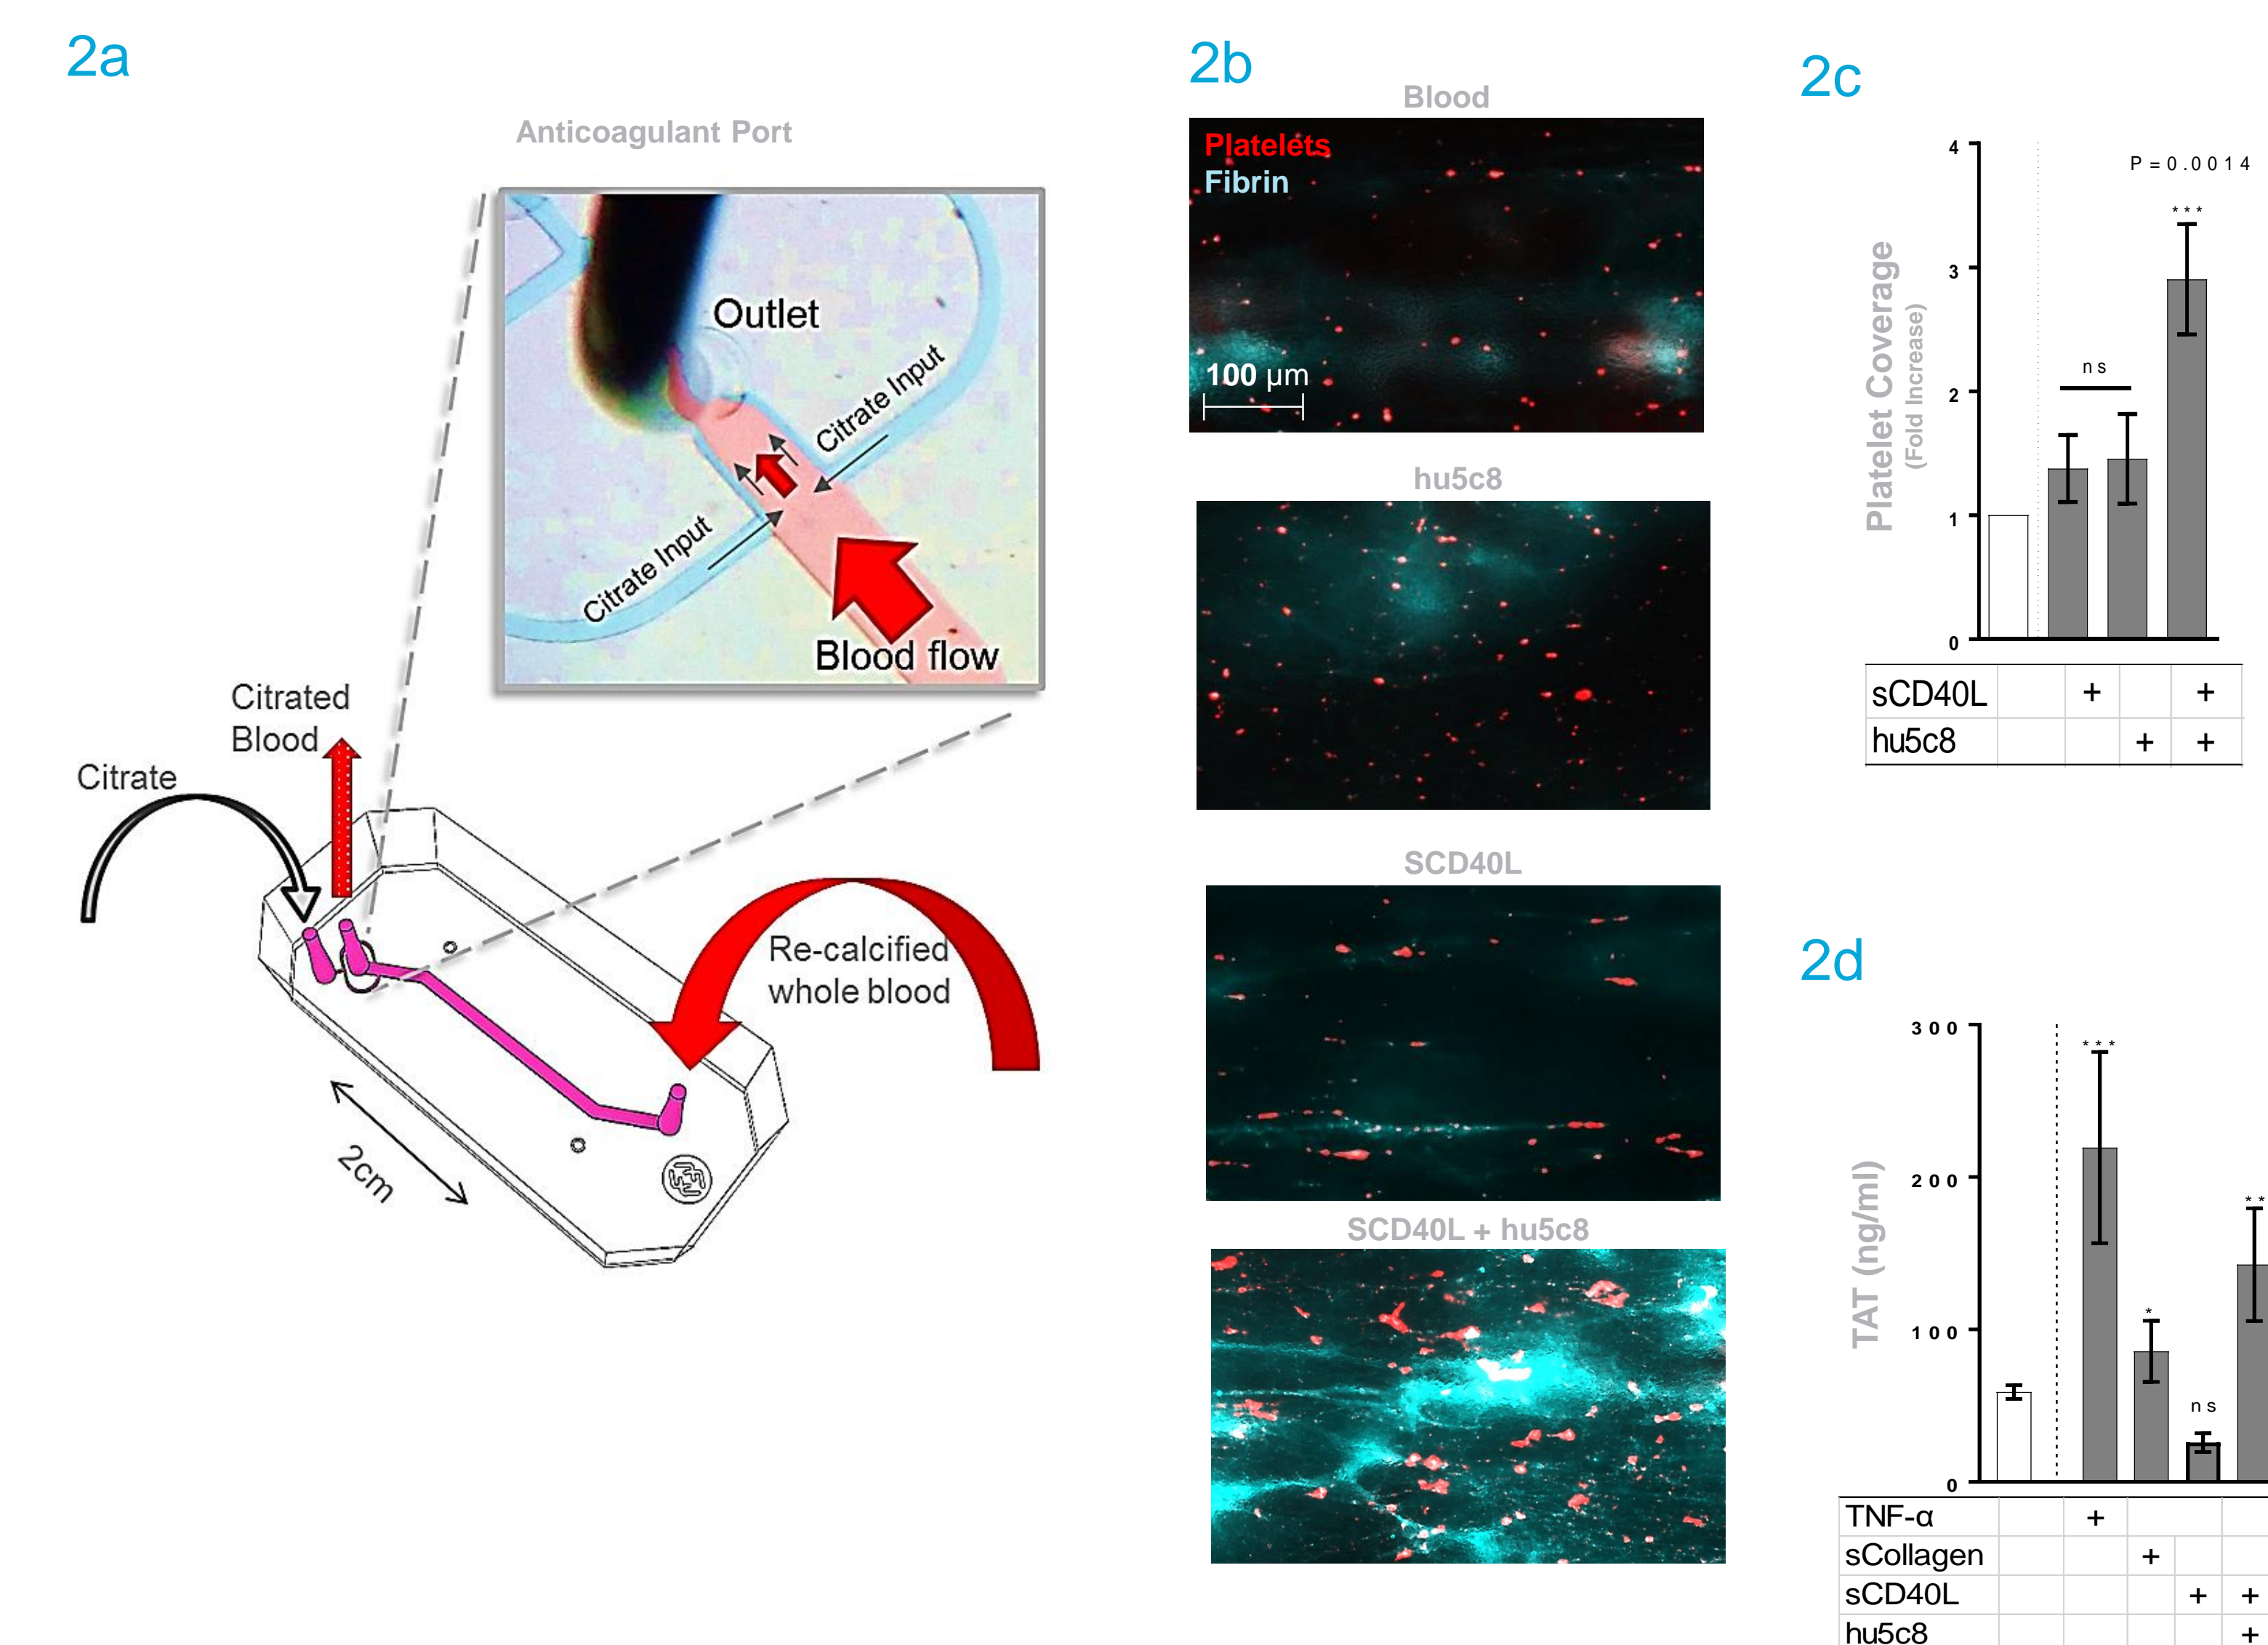 2a
Anticoagulant Port
Outlet
Citrate Input
Citrate Input
Blood flow
Citrated
Blood
Citrate
Re-calcified
whole blood
2cm
2b
Blood
Platelets
Fibrin
100 µm
hu5c8
SCD40L
SCD40L + hu5c8
2c
Platelet Coverage
(Fold Increase)
4
3
2
1
0
P = 0.0014
***
ns
sCD40L + +
hu5c8 + +
2d
TAT (ng/ml)
300
200
100
0
***
*
ns
**
TNF-α +
sCollagen +
sCD40L + +
hu5c8 +